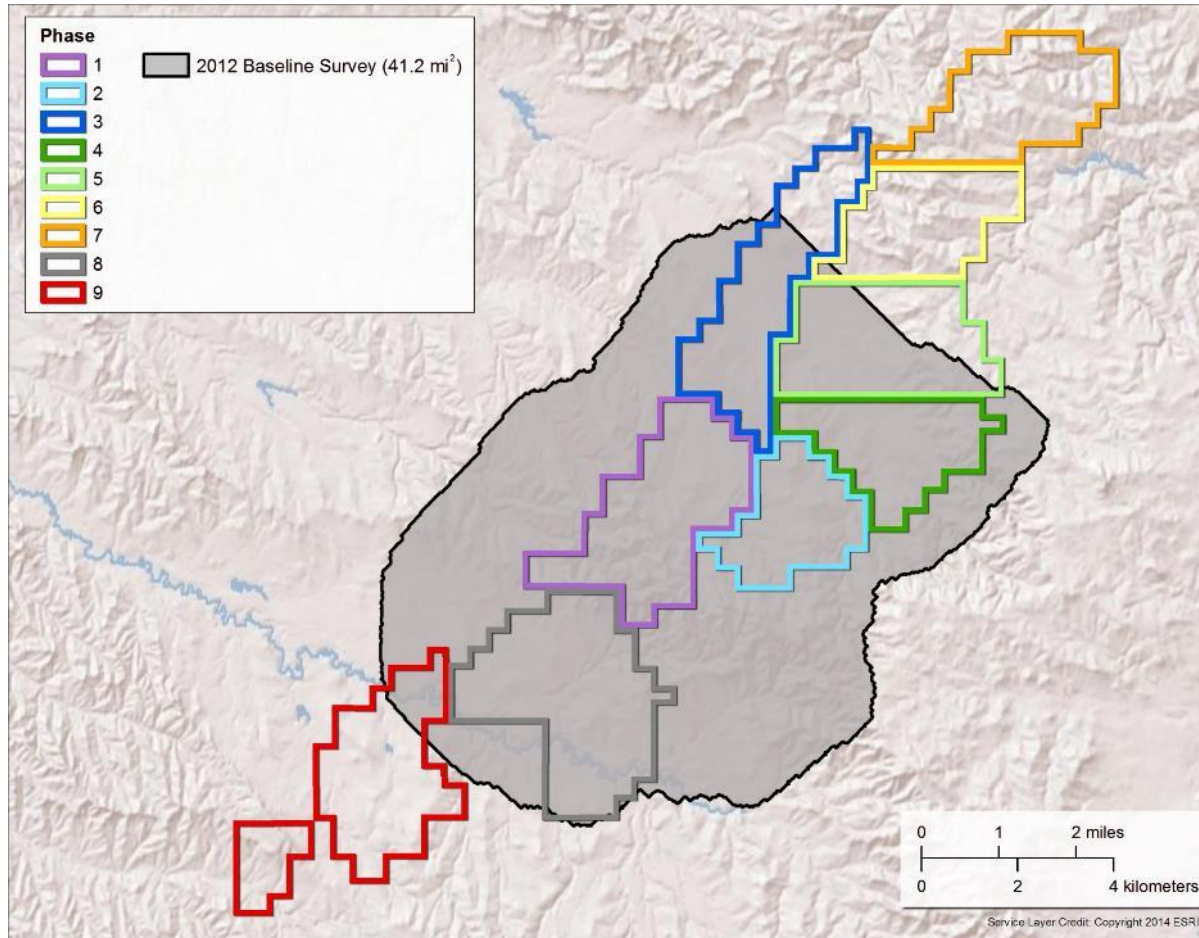 Phase
1
2012 Baseline Survey (41.2 mi²)
2
3
4
5
6
7
8
9
0 1 2 miles
0 2 4 kilometers
Service Layer Credit: Copyright 2014 ESRI